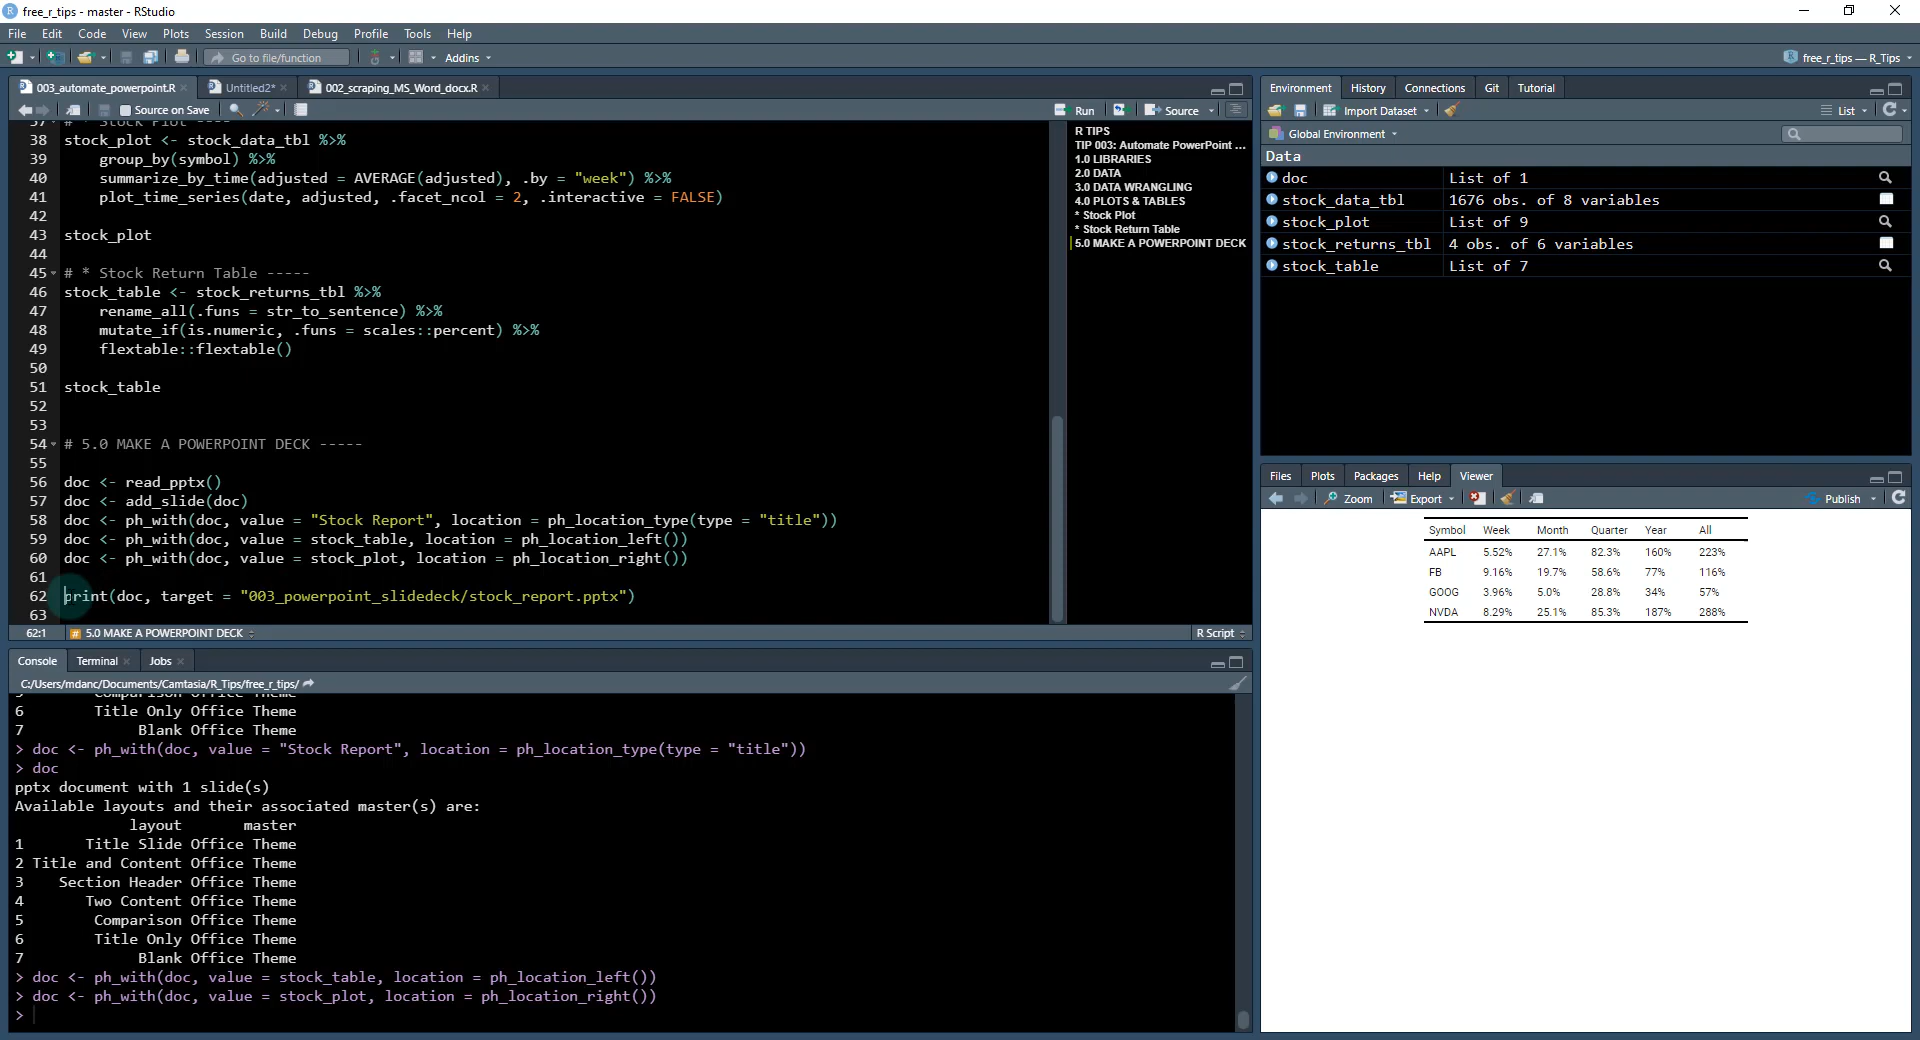 free_r_tips - master - RStudio
File Edit Code View Plots Session Build Debug Profile Tools Help
Go to file/function
Addins
free_r_tips — R_Tips
003_automate_powerpoint.R
Untitled2*
002_scraping_MS_Word_docx.R
Source on Save
Run
Source
37 # * Stock Plot ----
38 stock_plot <- stock_data_tbl %>%
39 group_by(symbol) %>%
40 summarize_by_time(adjusted = AVERAGE(adjusted), .by = "week") %>%
41 plot_time_series(date, adjusted, .facet_ncol = 2, .interactive = FALSE)
42
43 stock_plot
44
45 # * Stock Return Table -----
46 stock_table <- stock_returns_tbl %>%
47 rename_all(.funs = str_to_sentence) %>%
48 mutate_if(is.numeric, .funs = scales::percent) %>%
49 flextable::flextable()
50
51 stock_table
52
53
54 # 5.0 MAKE A POWERPOINT DECK -----
55
56 doc <- read_pptx()
57 doc <- add_slide(doc)
58 doc <- ph_with(doc, value = "Stock Report", location = ph_location_type(type = "title"))
59 doc <- ph_with(doc, value = stock_table, location = ph_location_left())
60 doc <- ph_with(doc, value = stock_plot, location = ph_location_right())
61
62 print(doc, target = "003_powerpoint_slidedeck/stock_report.pptx")
63
62:1 # 5.0 MAKE A POWERPOINT DECK
R Script
R TIPS
TIP 003: Automate PowerPoint ...
1.0 LIBRARIES
2.0 DATA
3.0 DATA WRANGLING
4.0 PLOTS & TABLES
* Stock Plot
* Stock Return Table
5.0 MAKE A POWERPOINT DECK
Console Terminal Jobs
C:/Users/mdanc/Documents/Camtasia/R_Tips/free_r_tips/
5 Comparison Office Theme
6 Title Only Office Theme
7 Blank Office Theme
> doc <- ph_with(doc, value = "Stock Report", location = ph_location_type(type = "title"))
> doc
pptx document with 1 slide(s)
Available layouts and their associated master(s) are:
layout master
1 Title Slide Office Theme
2 Title and Content Office Theme
3 Section Header Office Theme
4 Two Content Office Theme
5 Comparison Office Theme
6 Title Only Office Theme
7 Blank Office Theme
> doc <- ph_with(doc, value = stock_table, location = ph_location_left())
> doc <- ph_with(doc, value = stock_plot, location = ph_location_right())
>
Environment History Connections Git Tutorial
Import Dataset
List
Global Environment
Data
doc List of 1
stock_data_tbl 1676 obs. of 8 variables
stock_plot List of 9
stock_returns_tbl 4 obs. of 6 variables
stock_table List of 7
Files Plots Packages Help Viewer
Zoom Export Publish
Symbol Week Month Quarter Year All
AAPL 5.52% 27.1% 82.3% 160% 223%
FB 9.16% 19.7% 58.6% 77% 116%
GOOG 3.96% 5.0% 28.8% 34% 57%
NVDA 8.29% 25.1% 85.3% 187% 288%